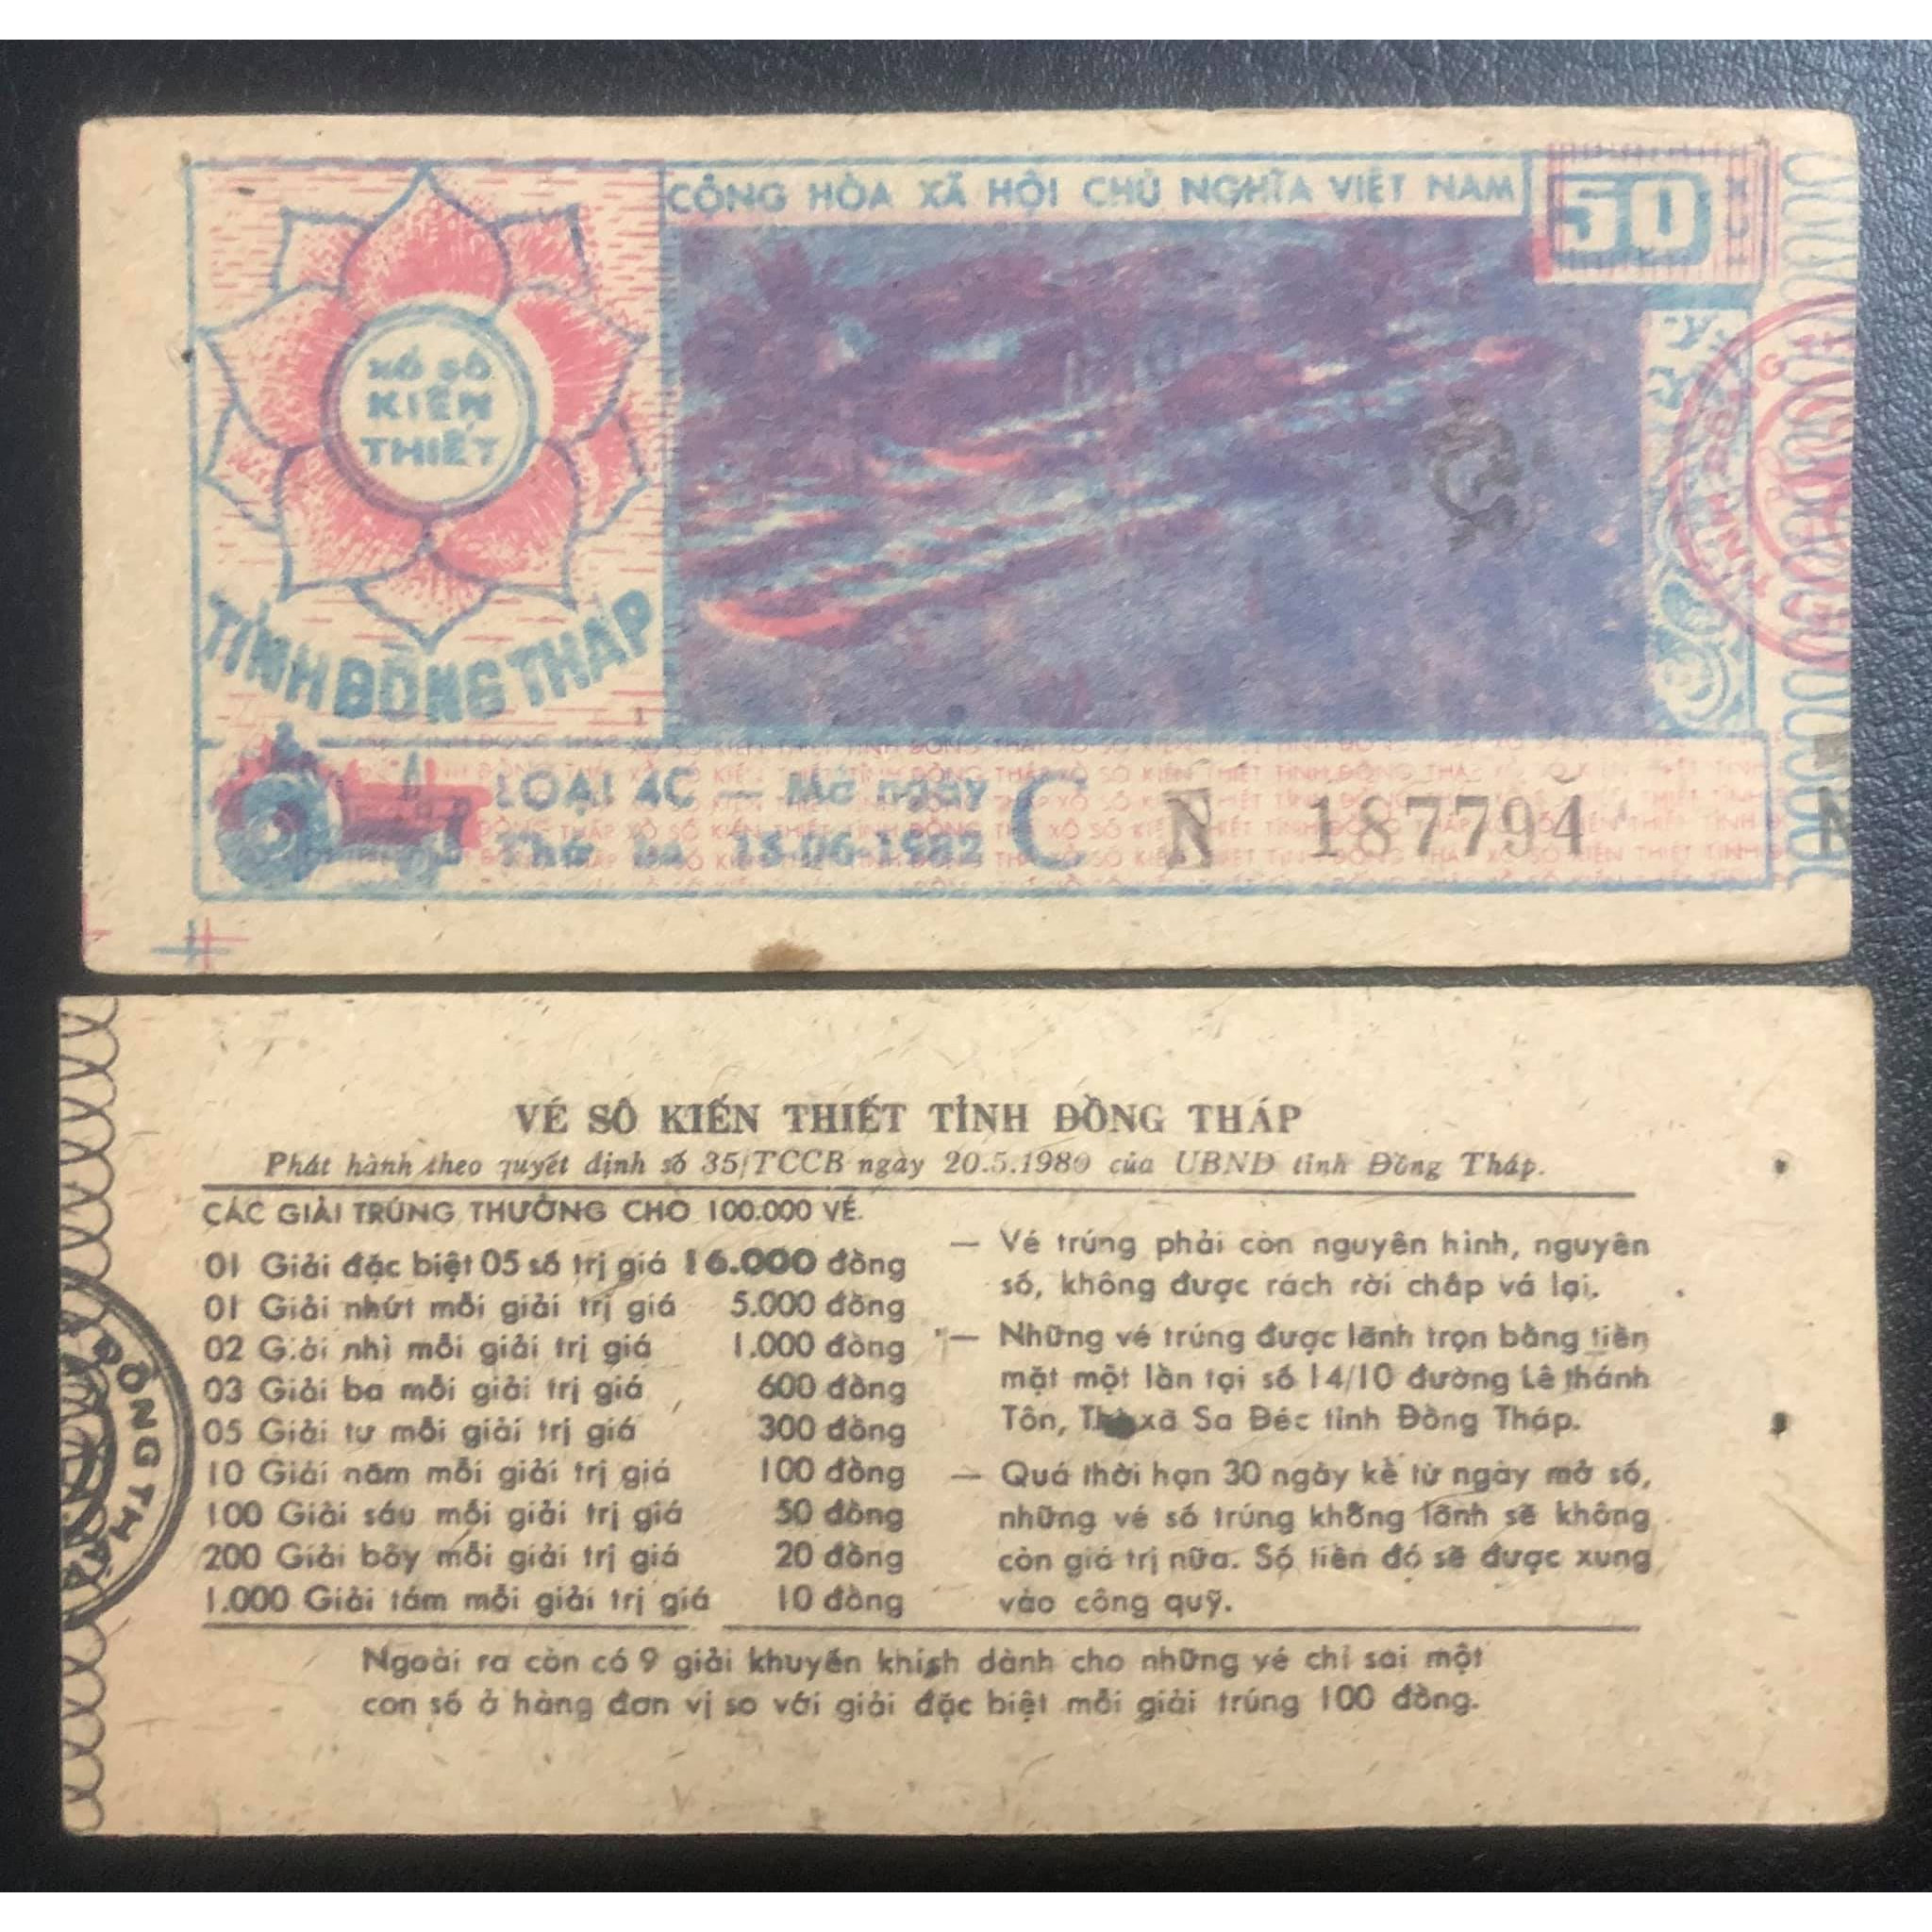 CỘNG HÒA XÃ HỘI CHỦ NGHĨA VIỆT NAM
50
XU
XỔ SỐ
KIẾN
THIẾT
TỈNH ĐỒNG THÁP
LOẠI 4C — Mở ngày
Thứ ba 15-06-1982
C
N 187794
VÉ SỐ KIẾN THIẾT TỈNH ĐỒNG THÁP
Phát hành theo quyết định số 35/TCCB ngày 20.5.1980 của UBND tỉnh Đồng Tháp.
CÁC GIẢI TRÚNG THƯỞNG CHO 100.000 VÉ.
01 Giải đặc biệt 05 số trị giá 16.000 đồng
01 Giải nhứt mỗi giải trị giá 5.000 đồng
02 Giải nhì mỗi giải trị giá 1.000 đồng
03 Giải ba mỗi giải trị giá 600 đồng
05 Giải tư mỗi giải trị giá 300 đồng
10 Giải năm mỗi giải trị giá 100 đồng
100 Giải sáu mỗi giải trị giá 50 đồng
200 Giải bảy mỗi giải trị giá 20 đồng
1.000 Giải tám mỗi giải trị giá 10 đồng
— Vé trúng phải còn nguyên hình, nguyên
số, không được rách rời chắp vá lại.
— Những vé trúng được lãnh trọn bằng tiền
mặt một lần tại số 14/10 đường Lê thánh
Tôn, Thị xã Sa Đéc tỉnh Đồng Tháp.
— Quá thời hạn 30 ngày kể từ ngày mở số,
những vé số trúng không lãnh sẽ không
còn giá trị nữa. Số tiền đó sẽ được xung
vào công quỹ.
Ngoài ra còn có 9 giải khuyến khích dành cho những vé chỉ sai một
con số ở hàng đơn vị so với giải đặc biệt mỗi giải trúng 100 đồng.